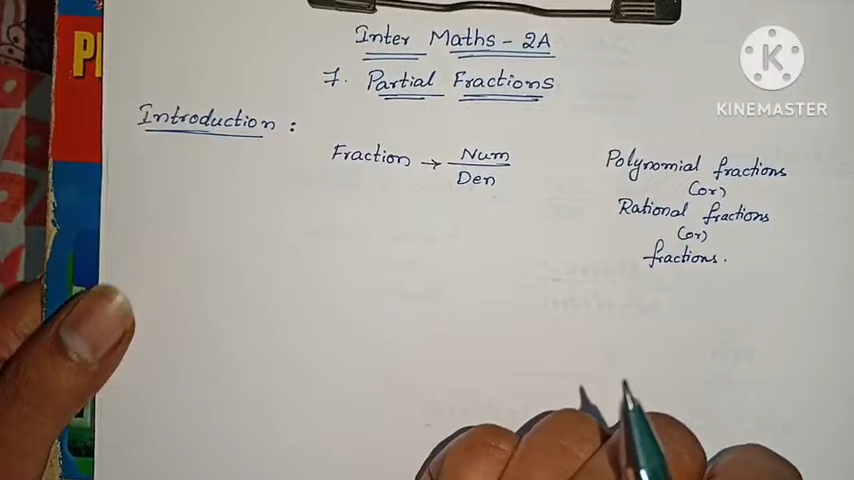 Inter Maths - 2A
7. Partial Fractions
Introduction :
Fraction → Num
Den
Polynomial fractions
(or)
Rational fractions
(or)
fractions.
K
KINEMASTER